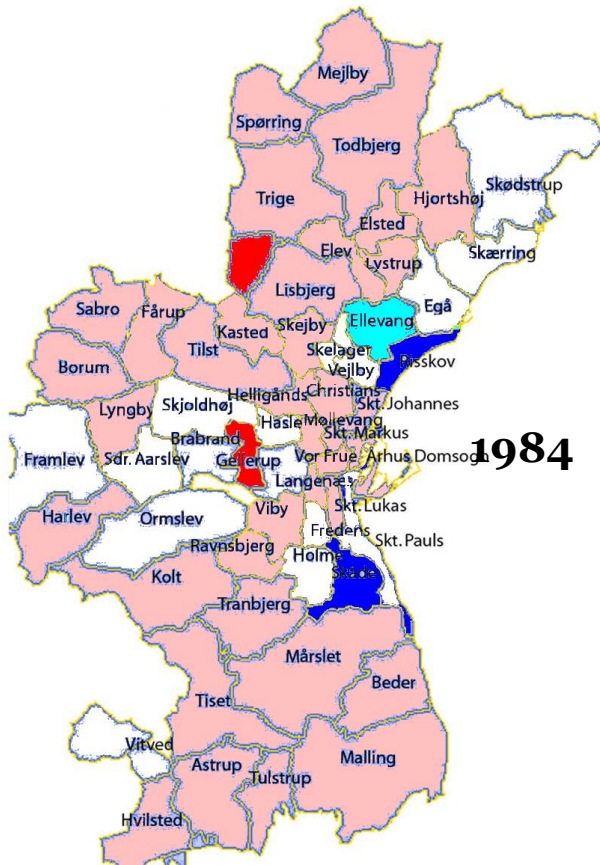 Mejlby
Spørring
Todbjerg
Trige
Hjortshøj
Skødstrup
Elsted
Elev
Skærring
Lystrup
Lisbjerg
Egå
Sabro
Fårup
Ellevang
Kasted
Skejby
Tilst
Skelager
Risskov
Borum
Vejlby
Helligånds
Christians
Skt. Johannes
Lyngby
Skjoldhøj
Hasle
Møllevang
Skt. Markus
Brabrand
1984
Framlev
Sdr. Aarslev
Gellerup
Vor Frue
Århus Domsogn
Langenæs
Harlev
Ormslev
Viby
Skt. Lukas
Fredens
Skt. Pauls
Ravnsbjerg
Holme
Kolt
Skåde
Tranbjerg
Mårslet
Beder
Tiset
Vitved
Malling
Astrup
Tulstrup
Hvilsted